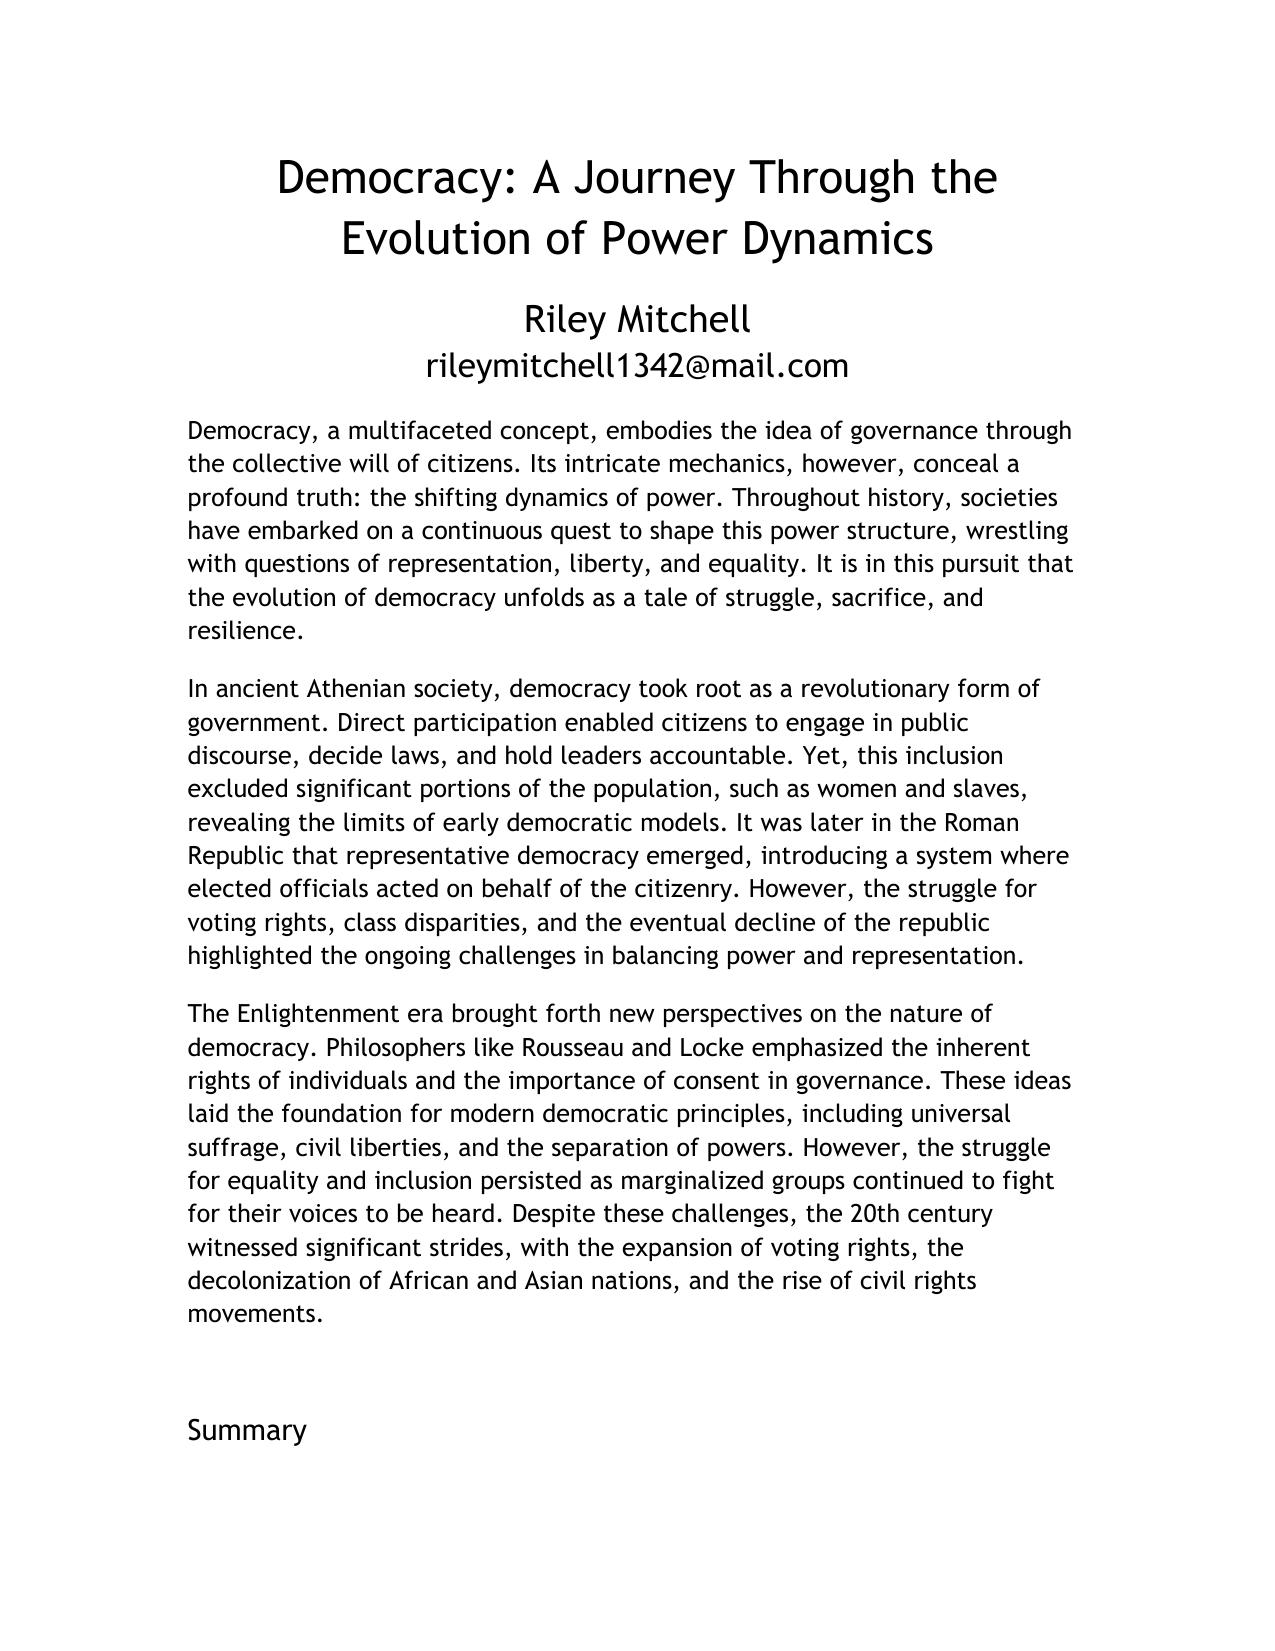 Democracy: A Journey Through the
Evolution of Power Dynamics
Riley Mitchell
rileymitchell1342@mail.com
Democracy, a multifaceted concept, embodies the idea of governance through
the collective will of citizens. Its intricate mechanics, however, conceal a
profound truth: the shifting dynamics of power. Throughout history, societies
have embarked on a continuous quest to shape this power structure, wrestling
with questions of representation, liberty, and equality. It is in this pursuit that
the evolution of democracy unfolds as a tale of struggle, sacrifice, and
resilience.
In ancient Athenian society, democracy took root as a revolutionary form of
government. Direct participation enabled citizens to engage in public
discourse, decide laws, and hold leaders accountable. Yet, this inclusion
excluded significant portions of the population, such as women and slaves,
revealing the limits of early democratic models. It was later in the Roman
Republic that representative democracy emerged, introducing a system where
elected officials acted on behalf of the citizenry. However, the struggle for
voting rights, class disparities, and the eventual decline of the republic
highlighted the ongoing challenges in balancing power and representation.
The Enlightenment era brought forth new perspectives on the nature of
democracy. Philosophers like Rousseau and Locke emphasized the inherent
rights of individuals and the importance of consent in governance. These ideas
laid the foundation for modern democratic principles, including universal
suffrage, civil liberties, and the separation of powers. However, the struggle
for equality and inclusion persisted as marginalized groups continued to fight
for their voices to be heard. Despite these challenges, the 20th century
witnessed significant strides, with the expansion of voting rights, the
decolonization of African and Asian nations, and the rise of civil rights
movements.
Summary